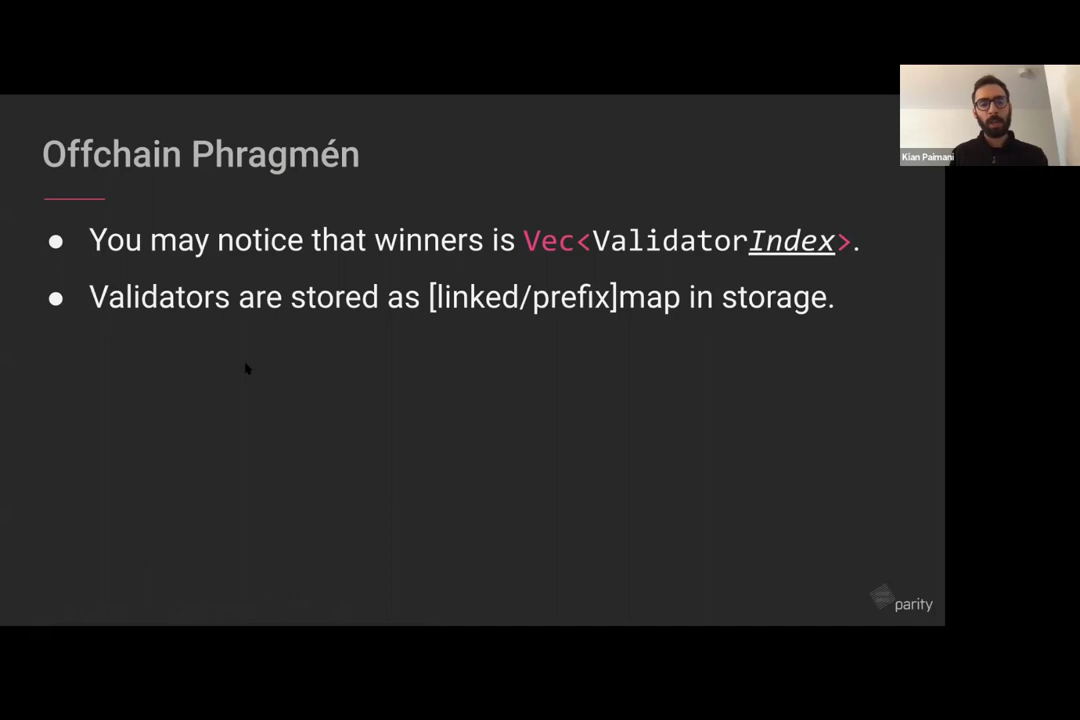 Offchain Phragmén
● You may notice that winners is Vec<ValidatorIndex>.
● Validators are stored as [linked/prefix]map in storage.
Kian Paimani
parity